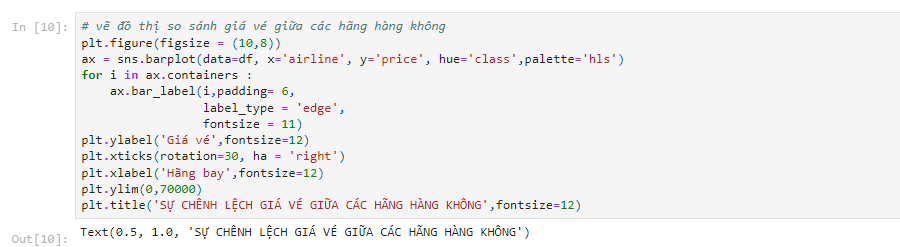 In [10]: # vẽ đồ thị so sánh giá vé giữa các hãng hàng không
plt.figure(figsize = (10,8))
ax = sns.barplot(data=df, x='airline', y='price', hue='class',palette='hls')
for i in ax.containers :
    ax.bar_label(i,padding= 6,
                 label_type = 'edge',
                 fontsize = 11)
plt.ylabel('Giá vé',fontsize=12)
plt.xticks(rotation=30, ha = 'right')
plt.xlabel('Hãng bay',fontsize=12)
plt.ylim(0,70000)
plt.title('SỰ CHÊNH LỆCH GIÁ VÉ GIỮA CÁC HÃNG HÀNG KHÔNG',fontsize=12)
Out[10]: Text(0.5, 1.0, 'SỰ CHÊNH LỆCH GIÁ VÉ GIỮA CÁC HÃNG HÀNG KHÔNG')